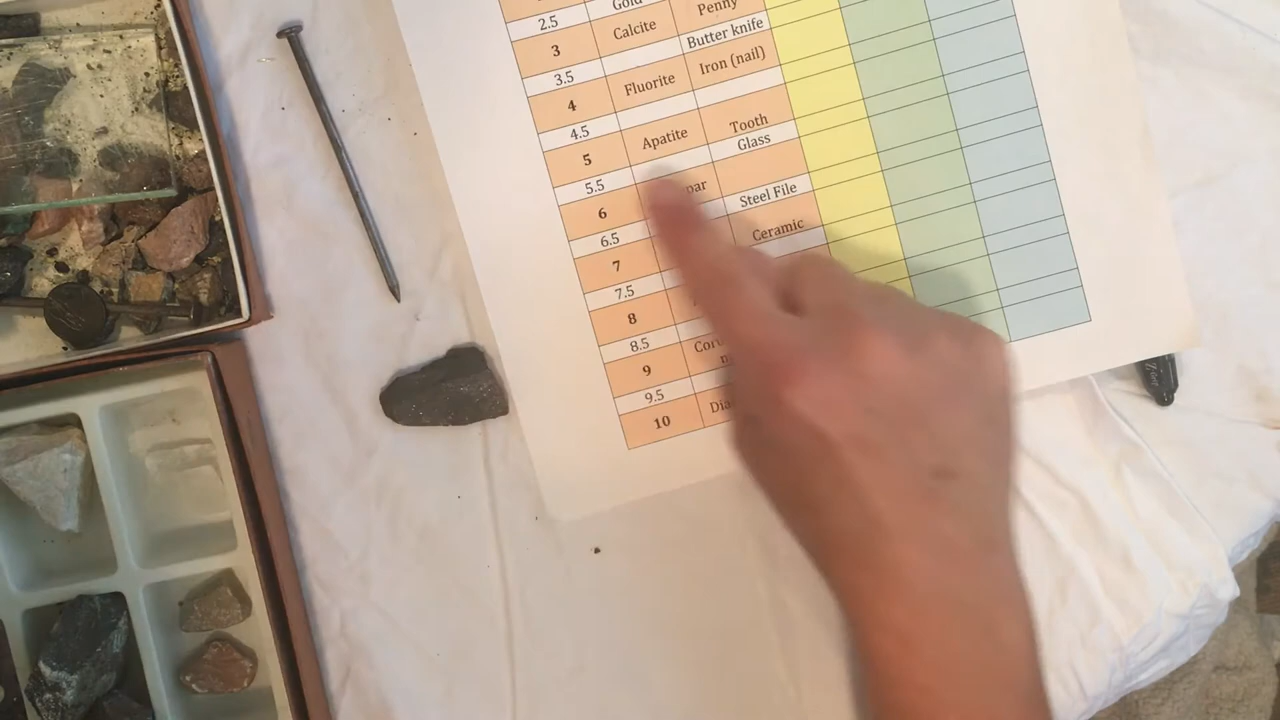 2.5 Gold
3 Calcite Penny
3.5 Butter knife
4 Fluorite Iron (nail)
4.5
5 Apatite Tooth
5.5 Glass
6
6.5 Steel File
7 Ceramic
7.5
8
8.5
9
9.5
10